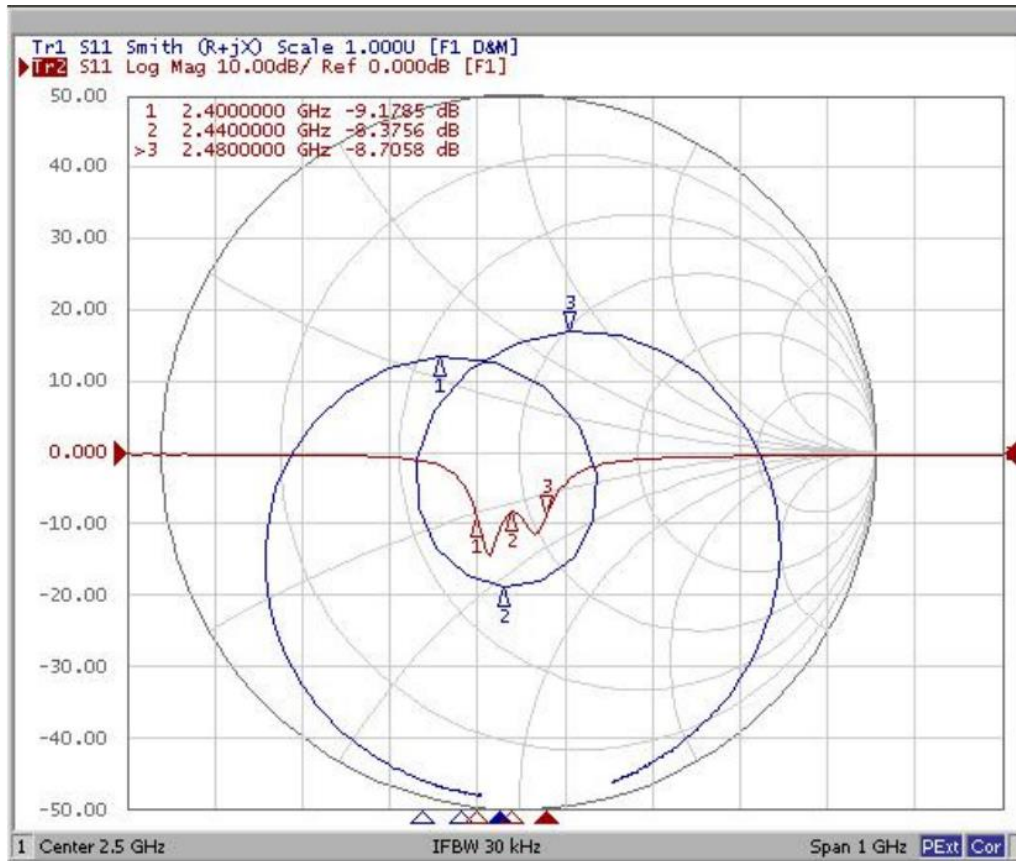 Tr1 S11 Smith (R+jX) Scale 1.000U [F1 D&M]
Tr2 S11 Log Mag 10.00dB/ Ref 0.000dB [F1]
50.00
1 2.4000000 GHz -9.1785 dB
2 2.4400000 GHz -8.3756 dB
>3 2.4800000 GHz -8.7058 dB
40.00
30.00
20.00
3
10.00
1
0.000
3
-10.00
1 2
-20.00
2
-30.00
-40.00
-50.00
1 Center 2.5 GHz IFBW 30 kHz Span 1 GHz PExt Cor